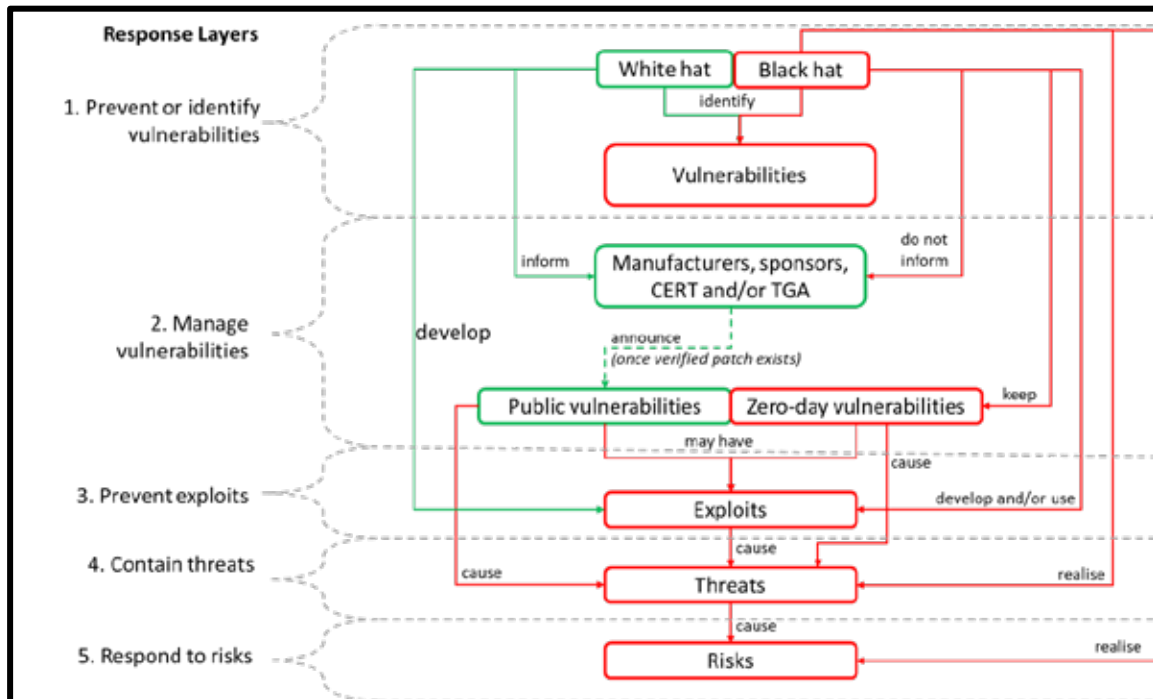 Response Layers
White hat
Black hat
identify
1. Prevent or identify
vulnerabilities
Vulnerabilities
do not
inform
inform
Manufacturers, sponsors,
CERT and/or TGA
2. Manage
vulnerabilities
develop
announce
(once verified patch exists)
Public vulnerabilities
Zero-day vulnerabilities
keep
may have
cause
3. Prevent exploits
develop and/or use
Exploits
cause
4. Contain threats
cause
Threats
realise
cause
5. Respond to risks
Risks
realise